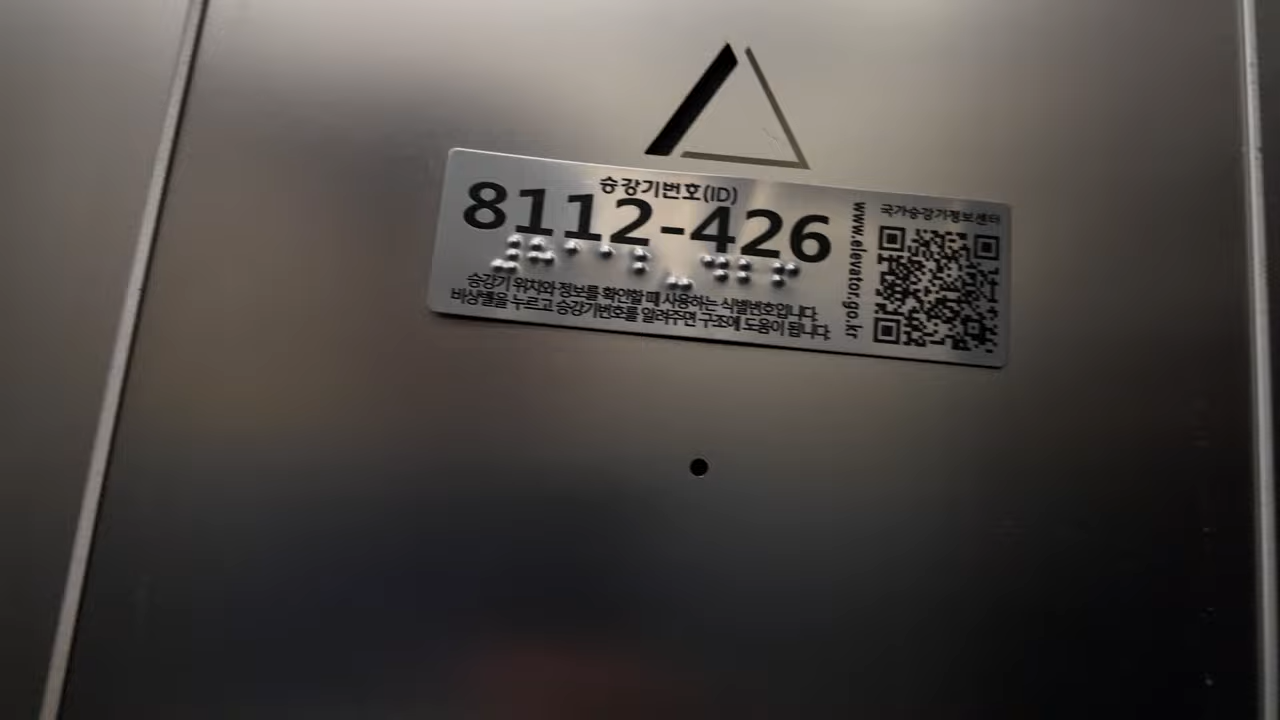 승강기번호(ID)
8112-426
승강기 위치와 정보를 확인할 때 사용하는 식별번호입니다.
비상벨을 누르고 승강기번호를 알려주면 구조에 도움이 됩니다.
www.elevator.go.kr
국가승강기정보센터